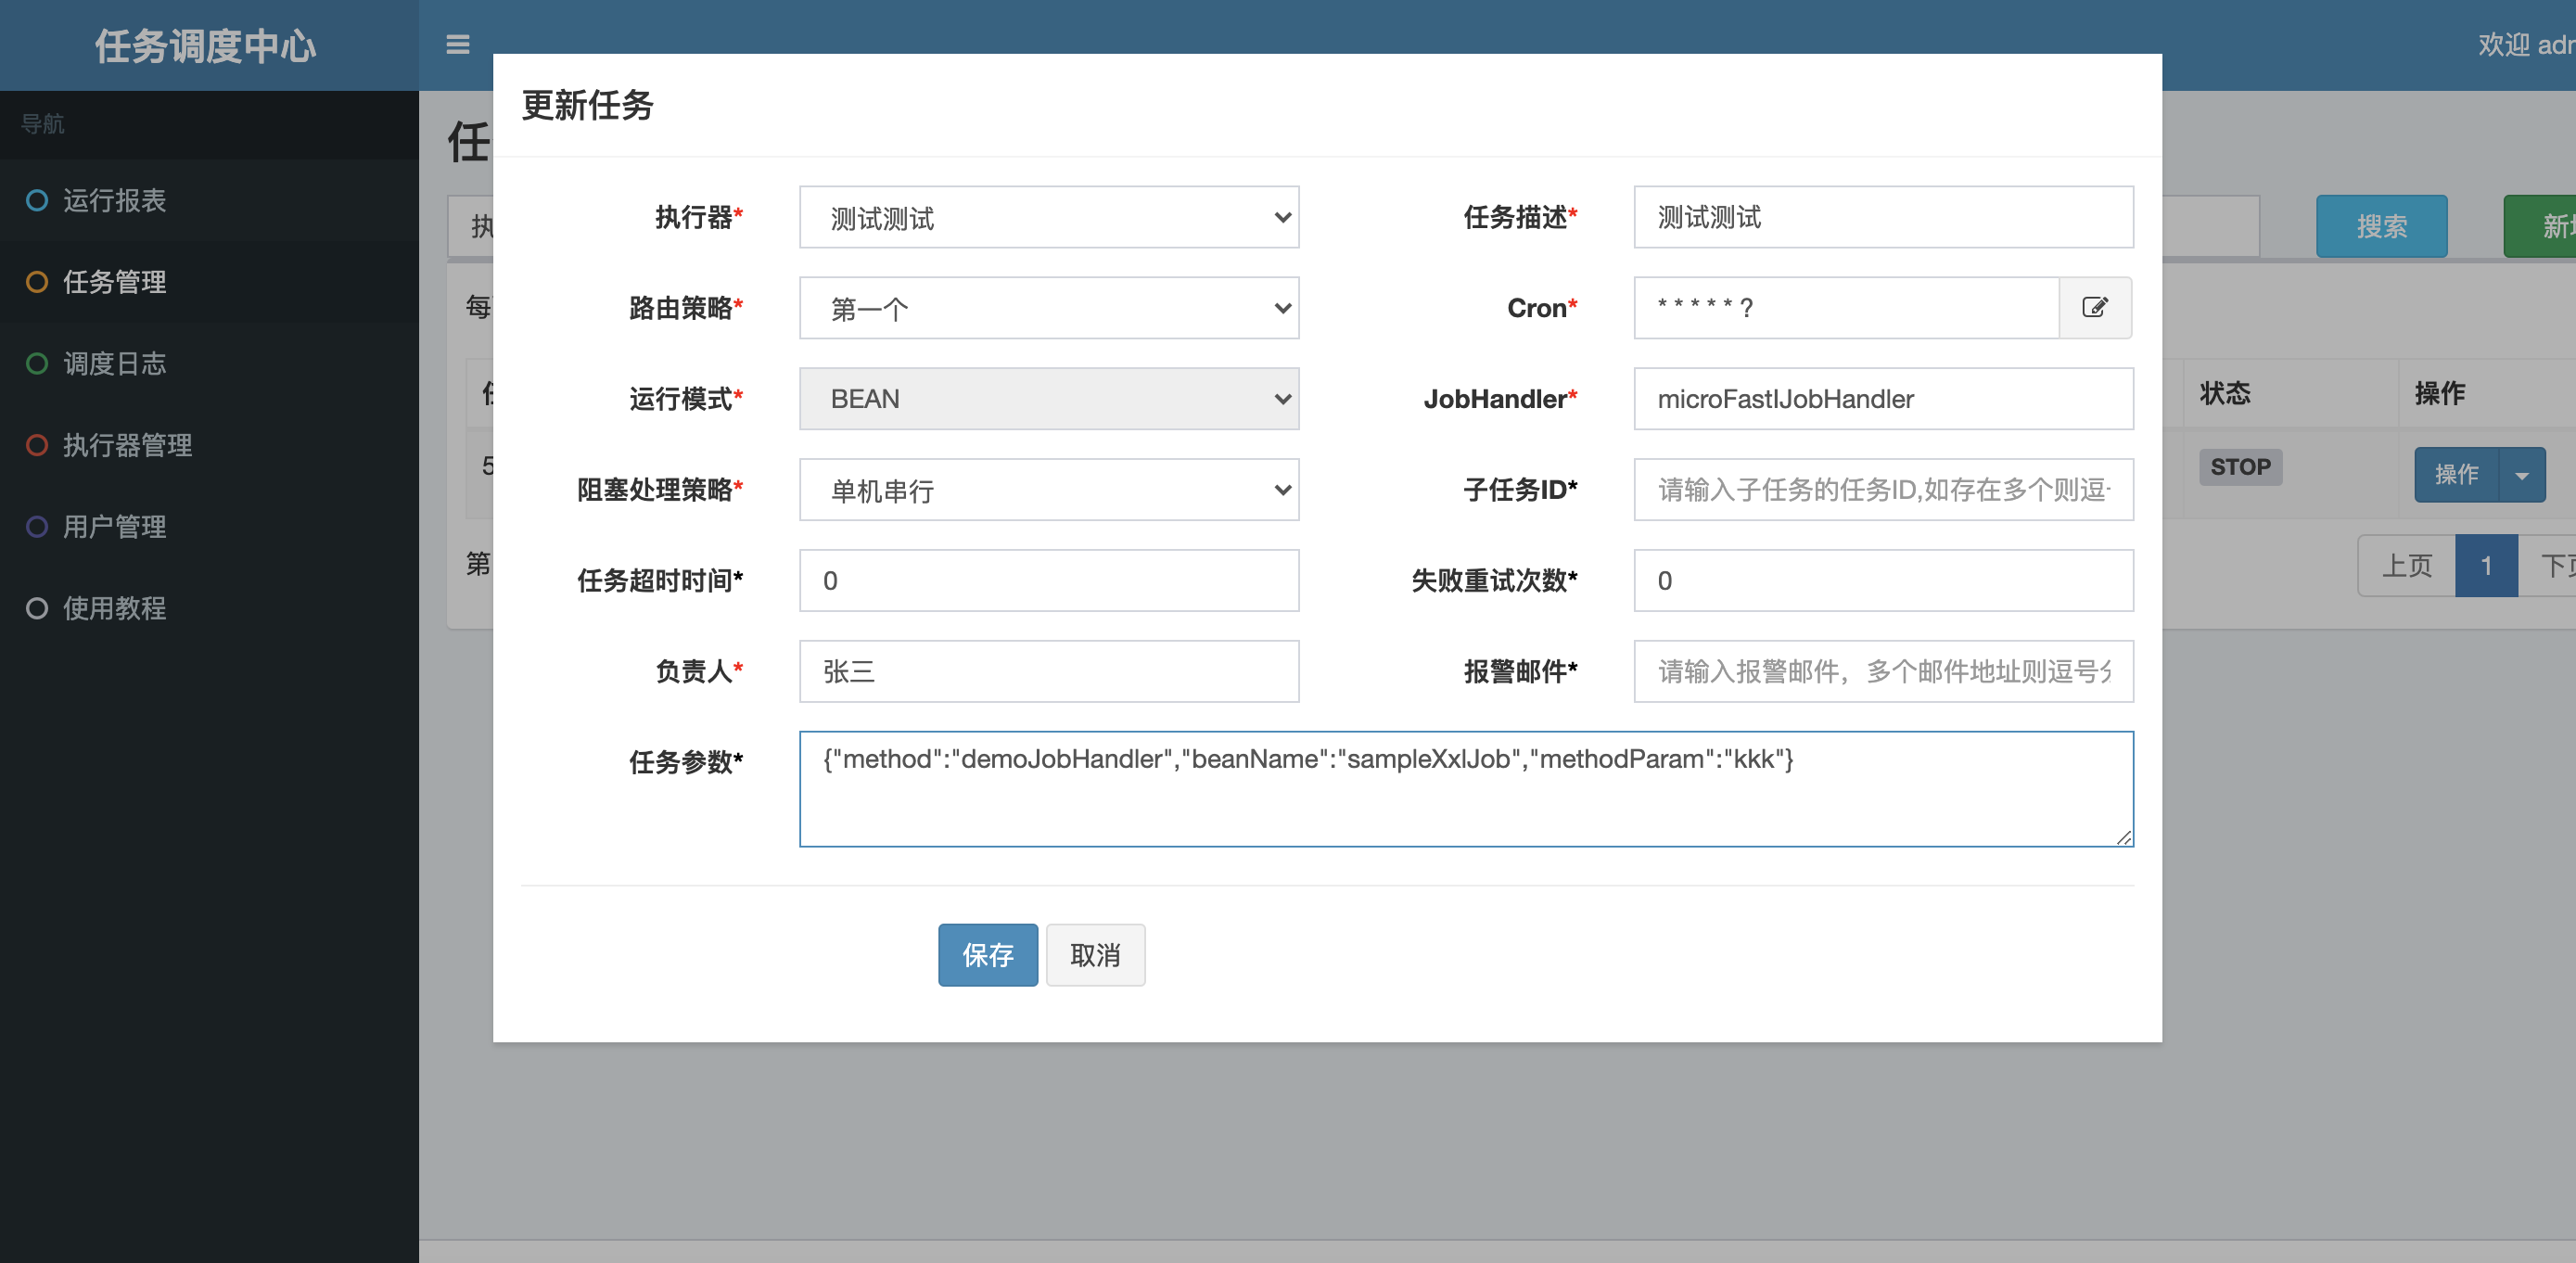 任务调度中心
欢迎 adr
导航
运行报表
任务管理
调度日志
执行器管理
用户管理
使用教程
任
执
搜索
新增
每
状态
操作
5
STOP
操作
第
上页
1
下页
更新任务
执行器*
测试测试
任务描述*
测试测试
路由策略*
第一个
Cron*
* * * * * ?
运行模式*
BEAN
JobHandler*
microFastIJobHandler
阻塞处理策略*
单机串行
子任务ID*
请输入子任务的任务ID,如存在多个则逗
任务超时时间*
0
失败重试次数*
0
负责人*
张三
报警邮件*
请输入报警邮件，多个邮件地址则逗号分
任务参数*
{"method":"demoJobHandler","beanName":"sampleXxlJob","methodParam":"kkk"}
保存
取消